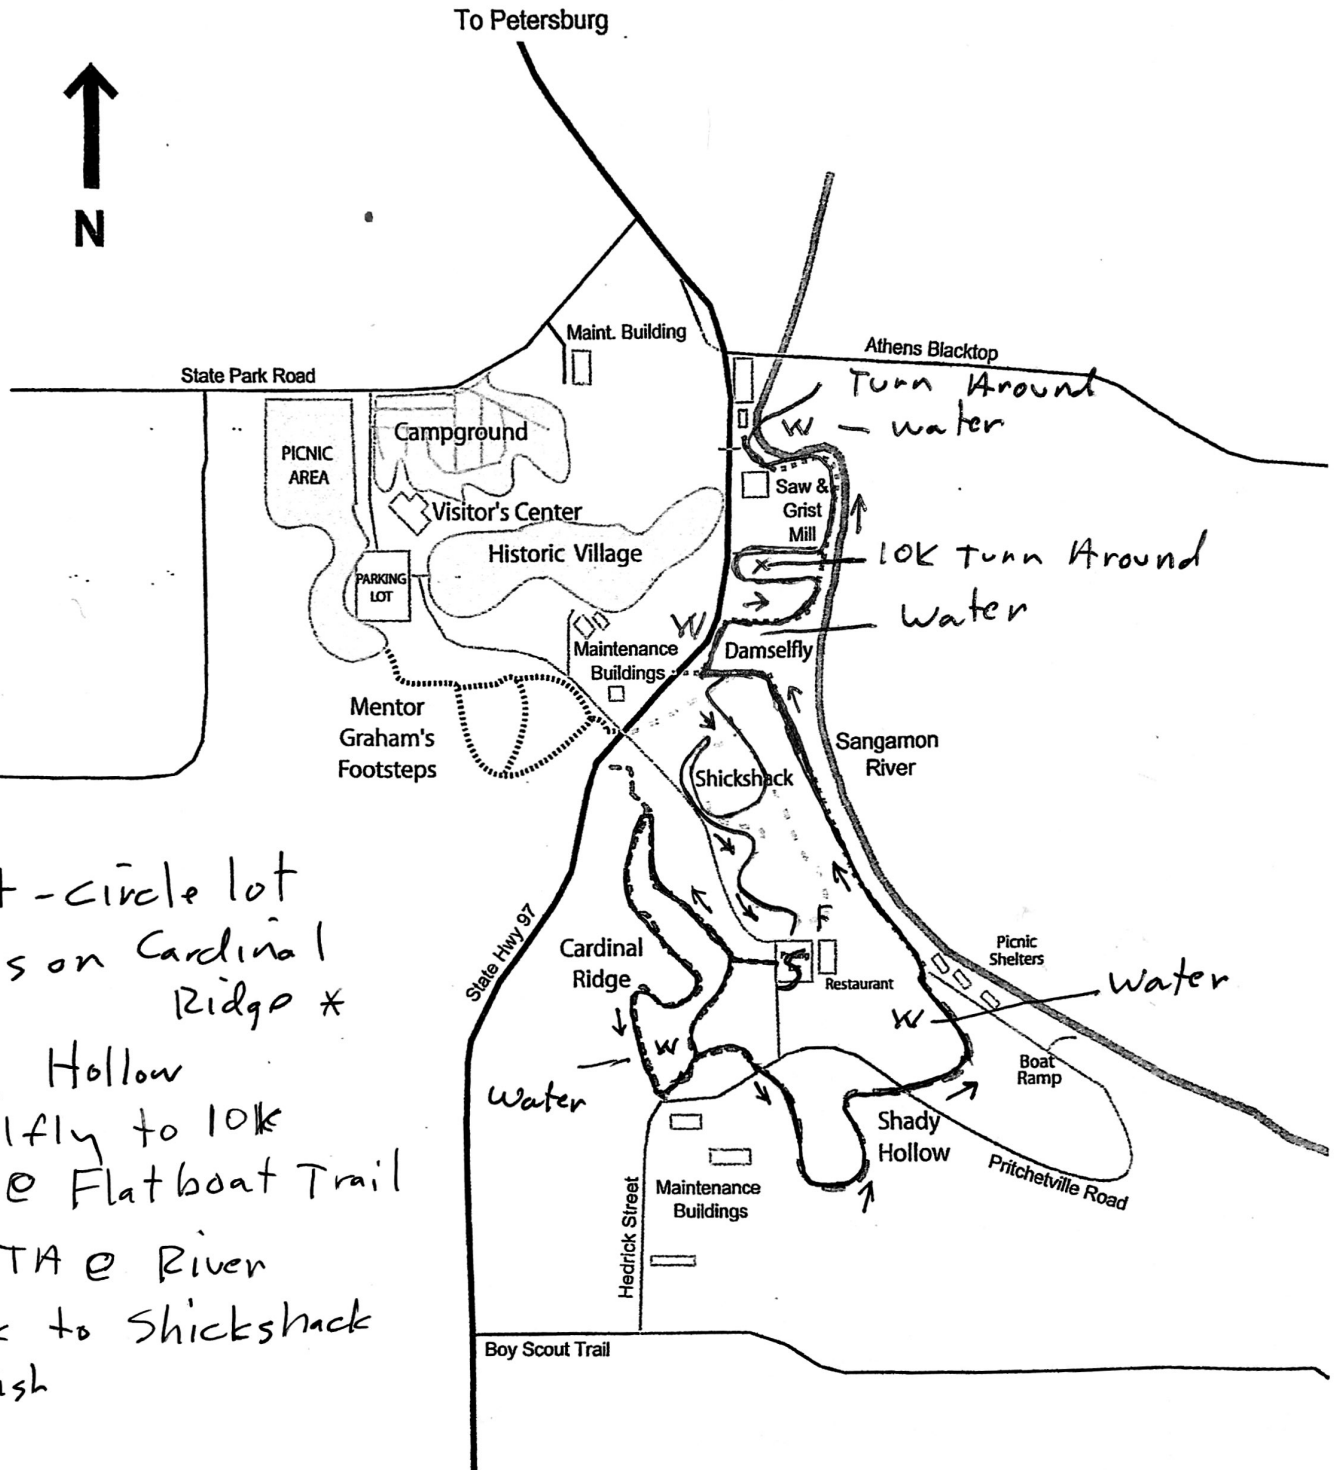 To Petersburg
N
Maint. Building
Athens Blacktop
State Park Road
Turn Around
W - water
Campground
PICNIC
AREA
Saw &
Grist
Mill
Visitor's Center
Historic Village
10K Turn Around
X
PARKING
LOT
Water
W
Maintenance
Buildings
Damselfly
Mentor
Graham's
Footsteps
Sangamon
River
Shickshack
t - circle lot
s on Cardinal
Ridge *
F
State Hwy 97
Cardinal
Ridge
Picnic
Shelters
Restaurant
Water
W
Hollow
W
Boat
Ramp
Water
lfly to 10k
Shady
Hollow
@ Flatboat Trail
Pritchetville Road
Maintenance
Buildings
Hedrick Street
TA @ River
k to Shickshack
Boy Scout Trail
ish